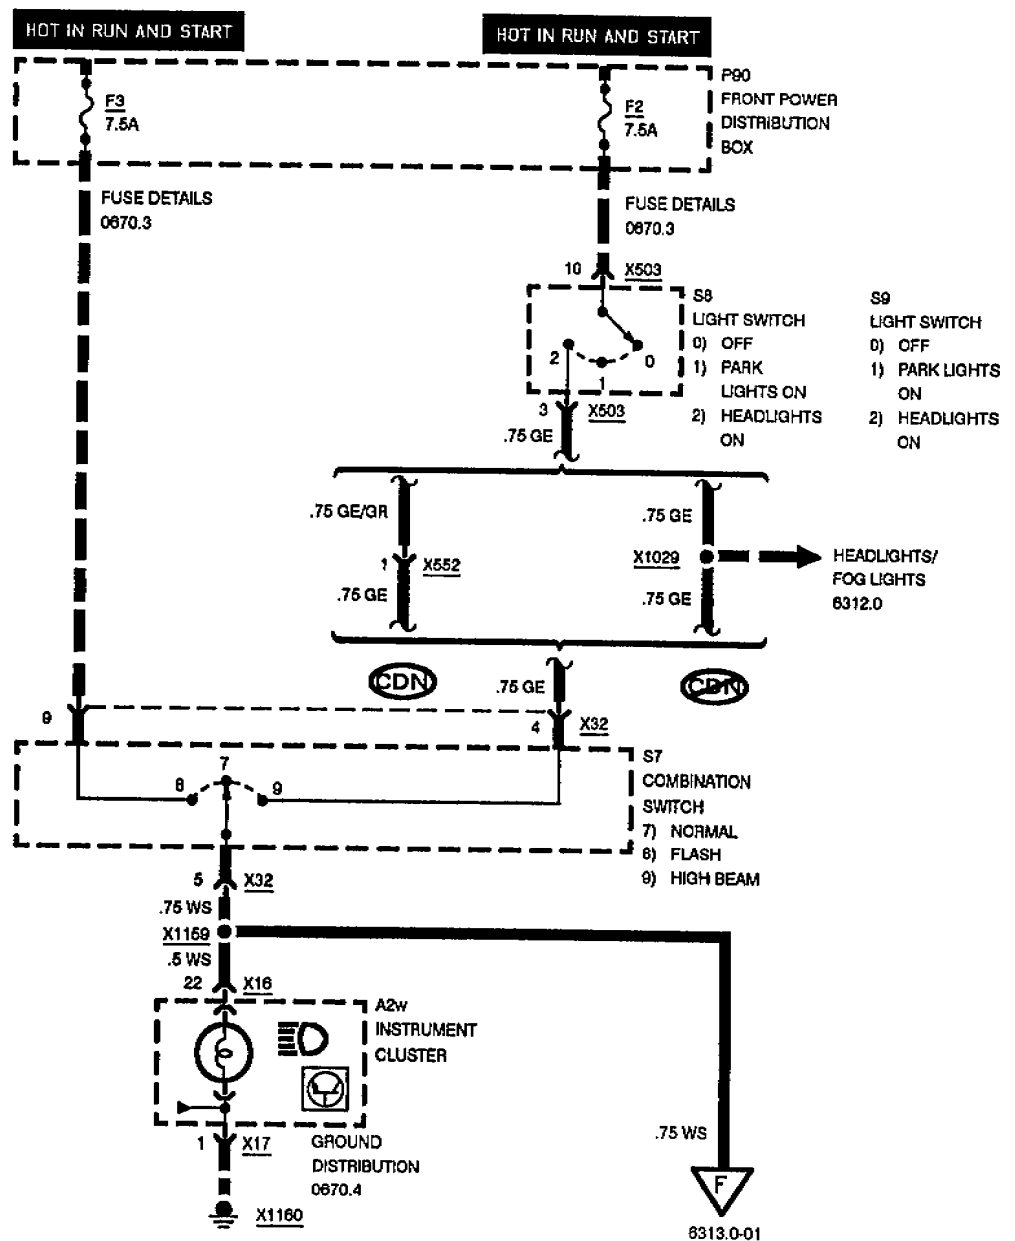 HOT IN RUN AND START
HOT IN RUN AND START
F3
7.5A
F2
7.5A
P90
FRONT POWER
DISTRIBUTION
BOX
FUSE DETAILS
0670.3
FUSE DETAILS
0670.3
10 X503
S8
LIGHT SWITCH
0) OFF
1) PARK
LIGHTS ON
2) HEADLIGHTS
ON
S9
LIGHT SWITCH
0) OFF
1) PARK LIGHTS
ON
2) HEADLIGHTS
ON
2
0
1
3 X503
.75 GE
.75 GE/GR
.75 GE
1 X552
X1029
HEADLIGHTS/
FOG LIGHTS
6312.0
.75 GE
.75 GE
CDN
.75 GE
CDN
9
4 X32
7
8
9
S7
COMBINATION
SWITCH
7) NORMAL
8) FLASH
9) HIGH BEAM
5 X32
.75 WS
X1159
.5 WS
22 X16
A2w
INSTRUMENT
CLUSTER
1 X17
GROUND
DISTRIBUTION
0670.4
X1160
.75 WS
F
6313.0-01